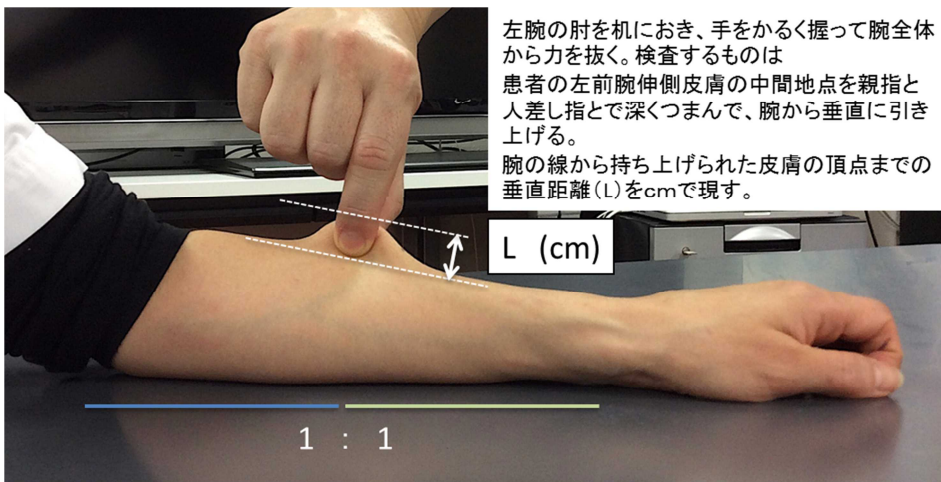 左腕の肘を机におき、手をかるく握って腕全体
から力を抜く。検査するものは
患者の左前腕伸側皮膚の中間地点を親指と
人差し指とで深くつまんで、腕から垂直に引き
上げる。
腕の線から持ち上げられた皮膚の頂点までの
垂直距離(L)をcmで現す。
L (cm)
1 : 1